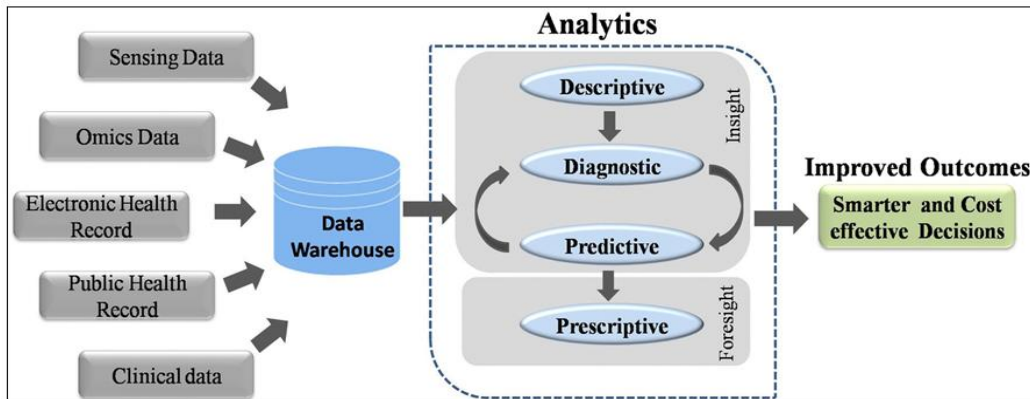 Sensing Data
Omics Data
Electronic Health
Record
Public Health
Record
Clinical data
Data
Warehouse
Analytics
Descriptive
Diagnostic
Predictive
Insight
Prescriptive
Foresight
Improved Outcomes
Smarter and Cost
effective Decisions